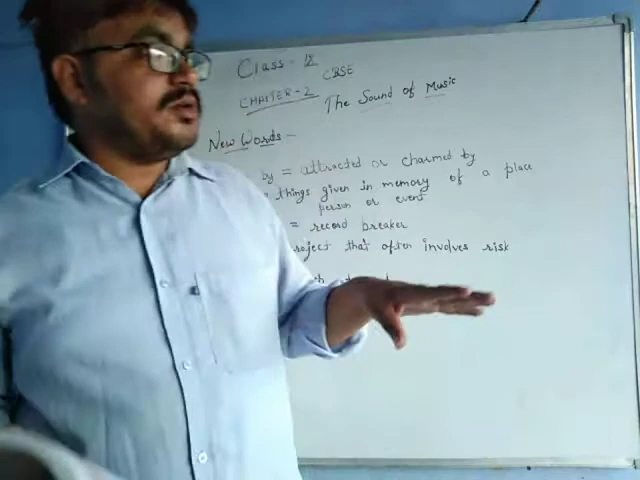 Class - IX
CBSE
CHAPTER - 2 The Sound of Music
New Words -
by = attracted or charmed by
things given in memory of a place
person or event
= record breaker
roject that often involves risk